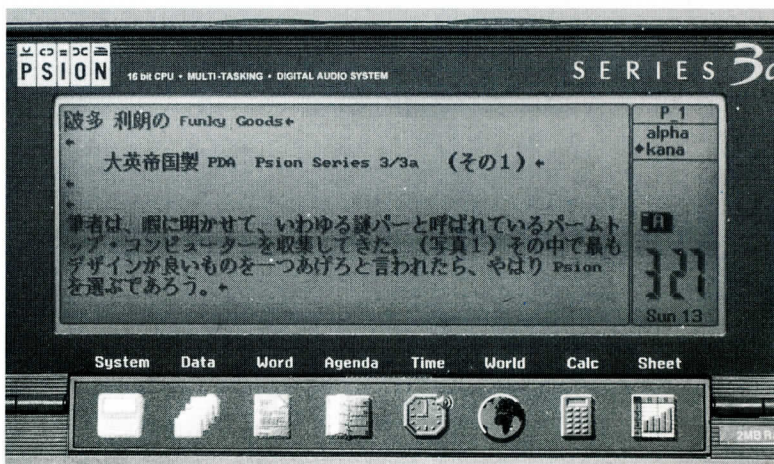 PSION
16 bit CPU • MULTI-TASKING • DIGITAL AUDIO SYSTEM
SERIES 3a
波多 利朗の Funky Goods←
←
大英帝国製 PDA Psion Series 3/3a (その1)←
←
←
筆者は、暇に明かせて、いわゆる謎パーと呼ばれているパームト
ップ・コンピューターを収集してきた。(写真1)その中で最も
デザインが良いものを一つあげろと言われたら、やはり Psion
を選ぶであろう。←
P_1
alpha
◆kana
A
3 27
Sun 13
System Data Word Agenda Time World Calc Sheet
2MB R